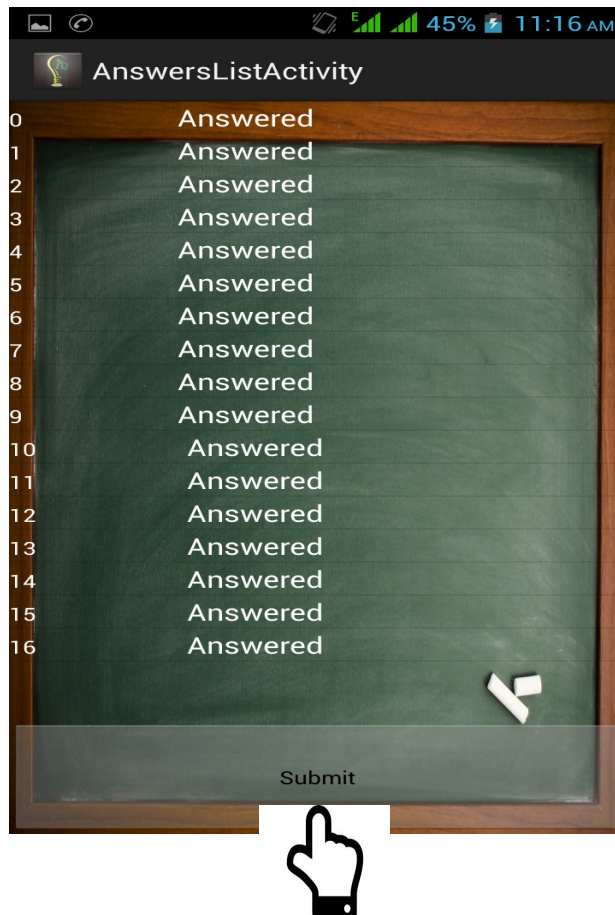 E 45% 11:16 AM
AnswersListActivity
0 Answered
1 Answered
2 Answered
3 Answered
4 Answered
5 Answered
6 Answered
7 Answered
8 Answered
9 Answered
10 Answered
11 Answered
12 Answered
13 Answered
14 Answered
15 Answered
16 Answered
Submit